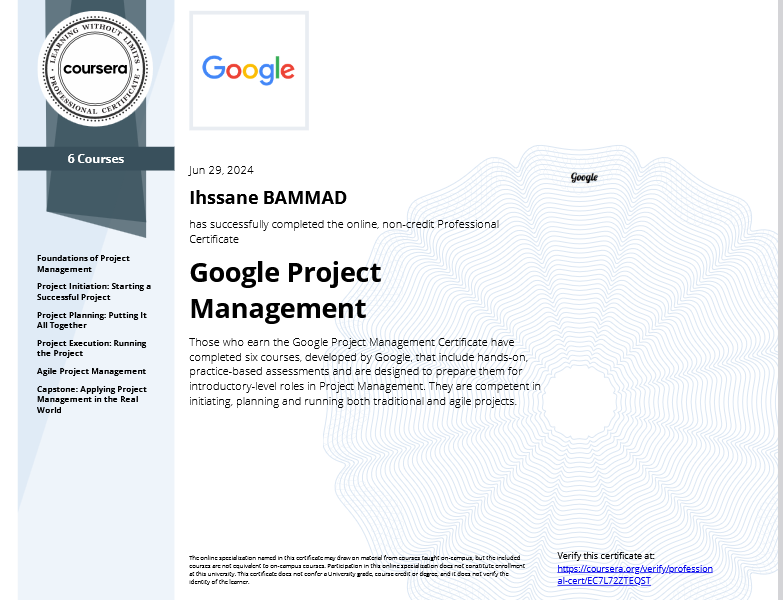 LEARNING WITHOUT LIMITS
coursera
PROFESSIONAL CERTIFICATE
6 Courses
Foundations of Project
Management
Project Initiation: Starting a
Successful Project
Project Planning: Putting It
All Together
Project Execution: Running
the Project
Agile Project Management
Capstone: Applying Project
Management in the Real
World
Google
Jun 29, 2024
Ihssane BAMMAD
has successfully completed the online, non-credit Professional
Certificate
Google Project
Management
Those who earn the Google Project Management Certificate have
completed six courses, developed by Google, that include hands-on,
practice-based assessments and are designed to prepare them for
introductory-level roles in Project Management. They are competent in
initiating, planning and running both traditional and agile projects.
Google
The online specialization named in this certificate may draw on material from courses taught on-campus, but the included
courses are not equivalent to on-campus courses. Participation in this online specialization does not constitute enrollment
at this university. This certificate does not confer a University grade, course credit or degree, and it does not verify the
identity of the learner.
Verify this certificate at:
https://coursera.org/verify/profession
al-cert/EC7L72ZTEQST